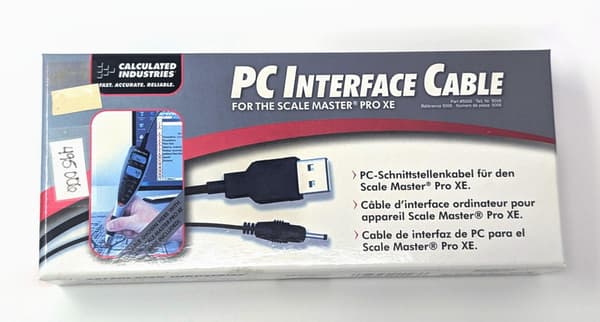 CALCULATED
INDUSTRIES®
FAST. ACCURATE. RELIABLE.
PC INTERFACE CABLE
FOR THE SCALE MASTER® PRO XE
495006
› PC-Schnittstellenkabel für den
Scale Master® Pro XE.
› Câble d'interface ordinateur pour
appareil Scale Master® Pro XE.
› Cable de interfaz de PC para el
Scale Master® Pro XE.